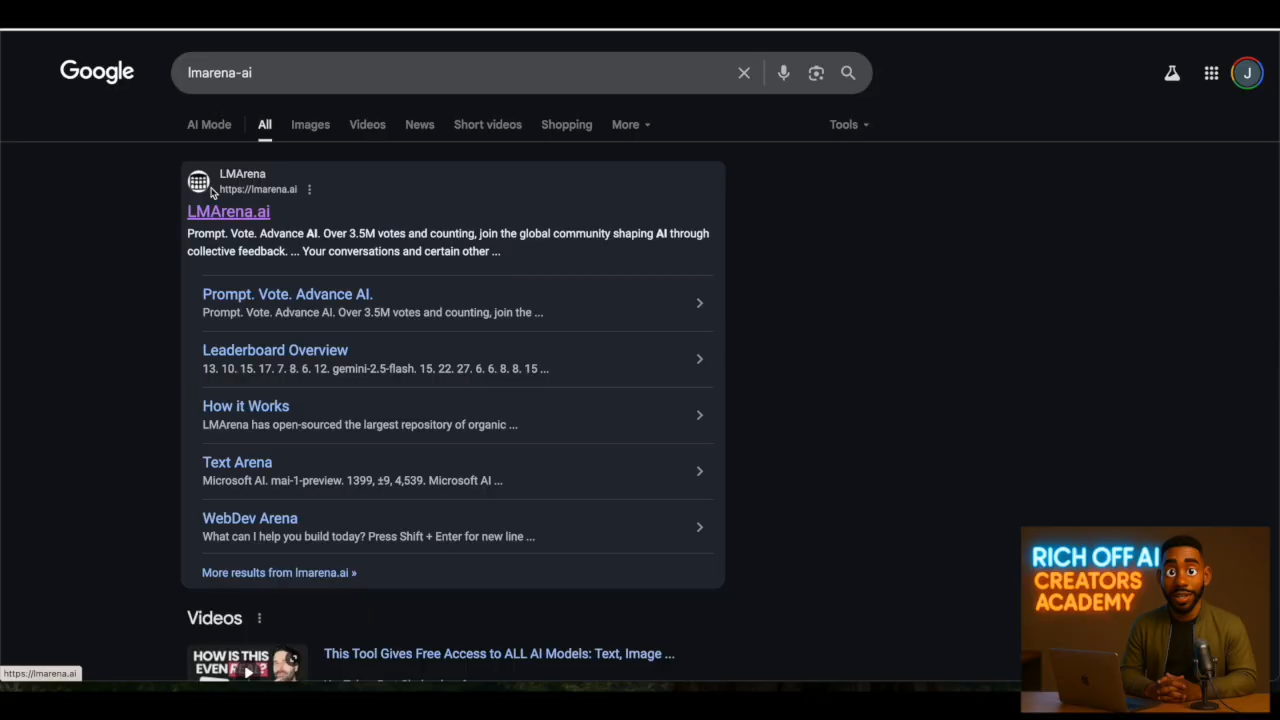 Google
lmarena-ai
J
AI Mode
All
Images
Videos
News
Short videos
Shopping
More
Tools
LMArena
https://lmarena.ai
LMArena.ai
Prompt. Vote. Advance AI. Over 3.5M votes and counting, join the global community shaping AI through
collective feedback. ... Your conversations and certain other ...
Prompt. Vote. Advance AI.
Prompt. Vote. Advance AI. Over 3.5M votes and counting, join the ...
Leaderboard Overview
13. 10. 15. 17. 7. 8. 6. 12. gemini-2.5-flash. 15. 22. 27. 6. 6. 8. 8. 15 ...
How it Works
LMArena has open-sourced the largest repository of organic ...
Text Arena
Microsoft AI. mai-1-preview. 1399, ±9, 4,539. Microsoft AI ...
WebDev Arena
What can I help you build today? Press Shift + Enter for new line ...
More results from lmarena.ai »
Videos
HOW IS THIS
EVEN
This Tool Gives Free Access to ALL AI Models: Text, Image ...
https://lmarena.ai
RICH OFF AI
CREATORS
ACADEMY